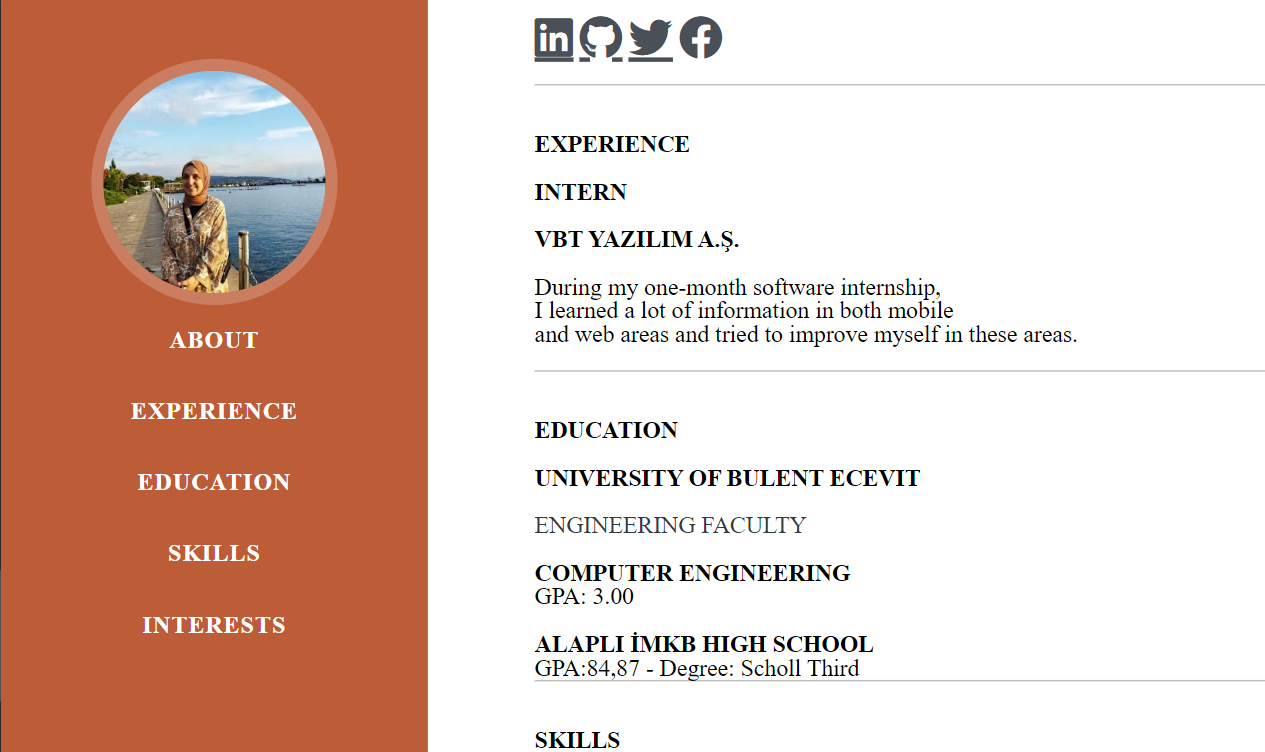 ABOUT
EXPERIENCE
EDUCATION
SKILLS
INTERESTS
in
EXPERIENCE
INTERN
VBT YAZILIM A.Ş.
During my one-month software internship,
I learned a lot of information in both mobile
and web areas and tried to improve myself in these areas.
EDUCATION
UNIVERSITY OF BULENT ECEVIT
ENGINEERING FACULTY
COMPUTER ENGINEERING
GPA: 3.00
ALAPLI İMKB HIGH SCHOOL
GPA:84,87 - Degree: Scholl Third
SKILLS